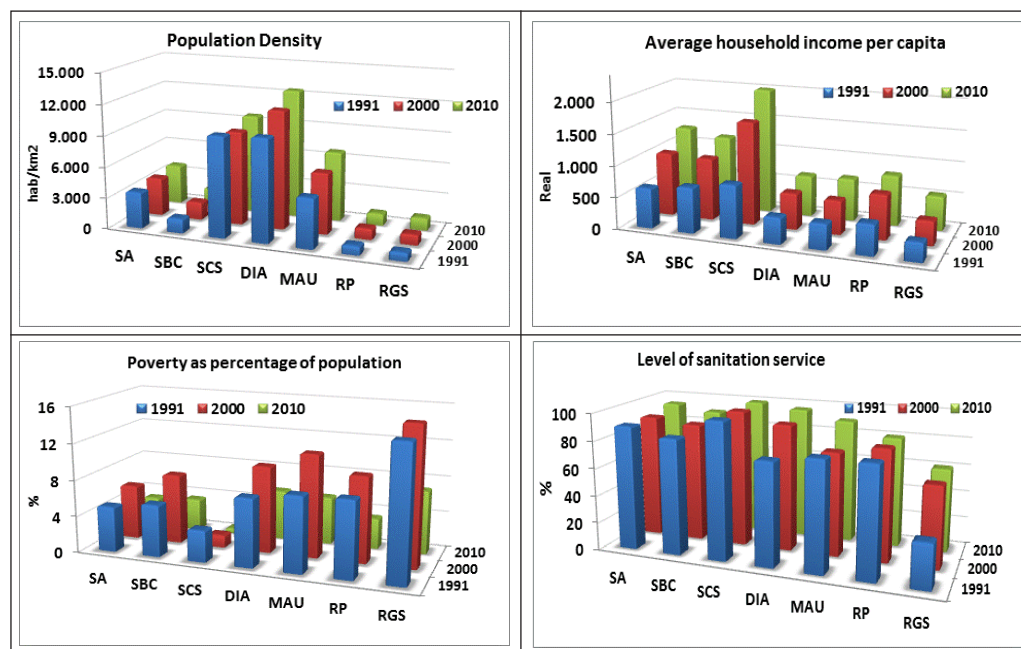 Population Density
15.000
12.000
9.000
6.000
3.000
0
hab/km2
1991 2000 2010
SA SBC SCS DIA MAU RP RGS
2010
2000
1991
Average household income per capita
2.000
1.500
1.000
500
0
Real
1991 2000 2010
SA SBC SCS DIA MAU RP RGS
2010
2000
1991
Poverty as percentage of population
16
12
8
4
0
%
1991 2000 2010
SA SBC SCS DIA MAU RP RGS
2010
2000
1991
Level of sanitation service
100
80
60
40
20
0
%
1991 2000 2010
SA SBC SCS DIA MAU RP RGS
2010
2000
1991